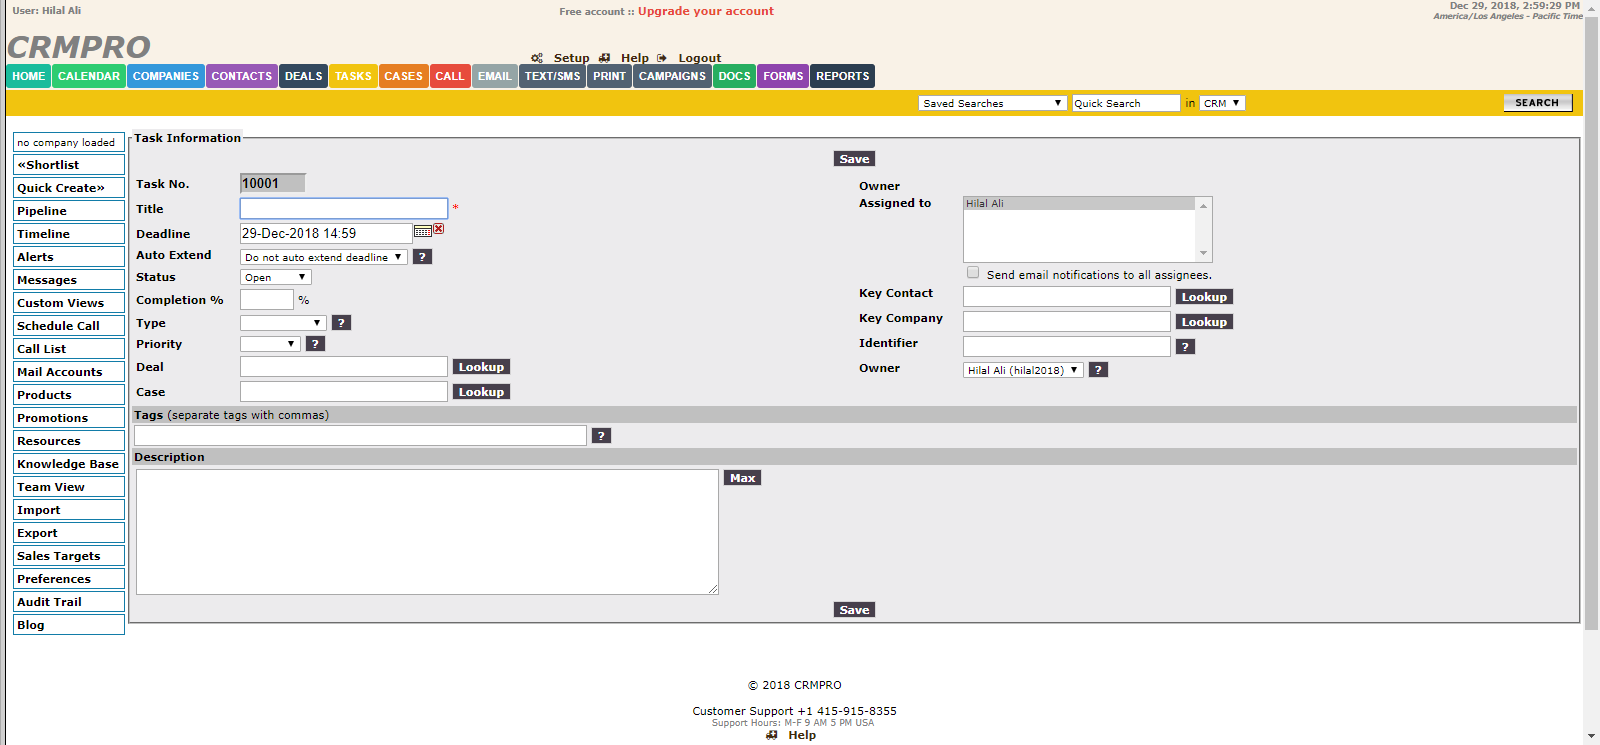 User: Hilal Ali
Free account :: Upgrade your account
Dec 29, 2018, 2:59:29 PM
America/Los Angeles - Pacific Time
CRMPRO
Setup Help Logout
HOME CALENDAR COMPANIES CONTACTS DEALS TASKS CASES CALL EMAIL TEXT/SMS PRINT CAMPAIGNS DOCS FORMS REPORTS
Saved Searches Quick Search in CRM SEARCH
no company loaded
«Shortlist
Quick Create»
Pipeline
Timeline
Alerts
Messages
Custom Views
Schedule Call
Call List
Mail Accounts
Products
Promotions
Resources
Knowledge Base
Team View
Import
Export
Sales Targets
Preferences
Audit Trail
Blog
Task Information
Save
Task No. 10001
Title *
Deadline 29-Dec-2018 14:59
Auto Extend Do not auto extend deadline ?
Status Open
Completion % %
Type ?
Priority ?
Deal Lookup
Case Lookup
Owner
Assigned to Hilal Ali
Send email notifications to all assignees.
Key Contact Lookup
Key Company Lookup
Identifier ?
Owner Hilal Ali (hilal2018) ?
Tags (separate tags with commas)
?
Description
Max
Save
© 2018 CRMPRO
Customer Support +1 415-915-8355
Support Hours: M-F 9 AM 5 PM USA
Help